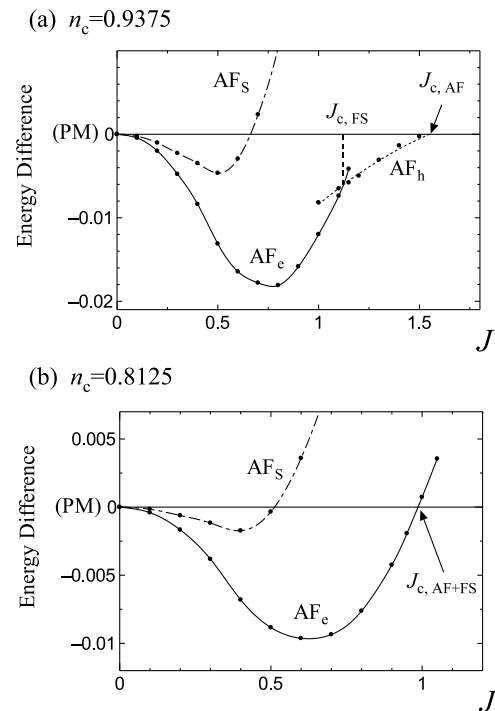 (a) n_c=0.9375
AF_S
J_c, FS
J_c, AF
(PM) 0
AF_h
−0.01
AF_e
−0.02
Energy Difference
0 0.5 1 1.5
J
(b) n_c=0.8125
0.005
AF_S
(PM) 0
−0.005
J_c, AF+FS
AF_e
−0.01
Energy Difference
0 0.5 1
J